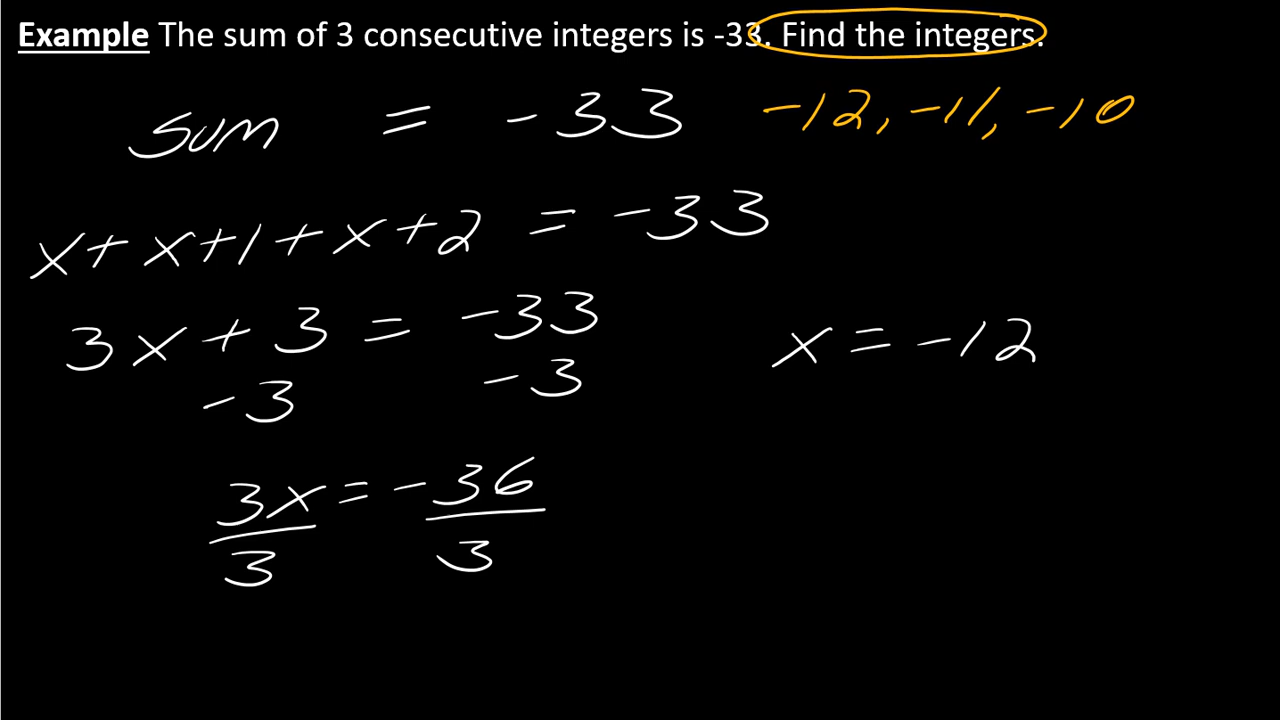 Example The sum of 3 consecutive integers is -33. Find the integers.
sum = -33
-12, -11, -10
x + x+1 + x+2 = -33
3x + 3 = -33
-3 -3
x = -12
3x = -36
3 3